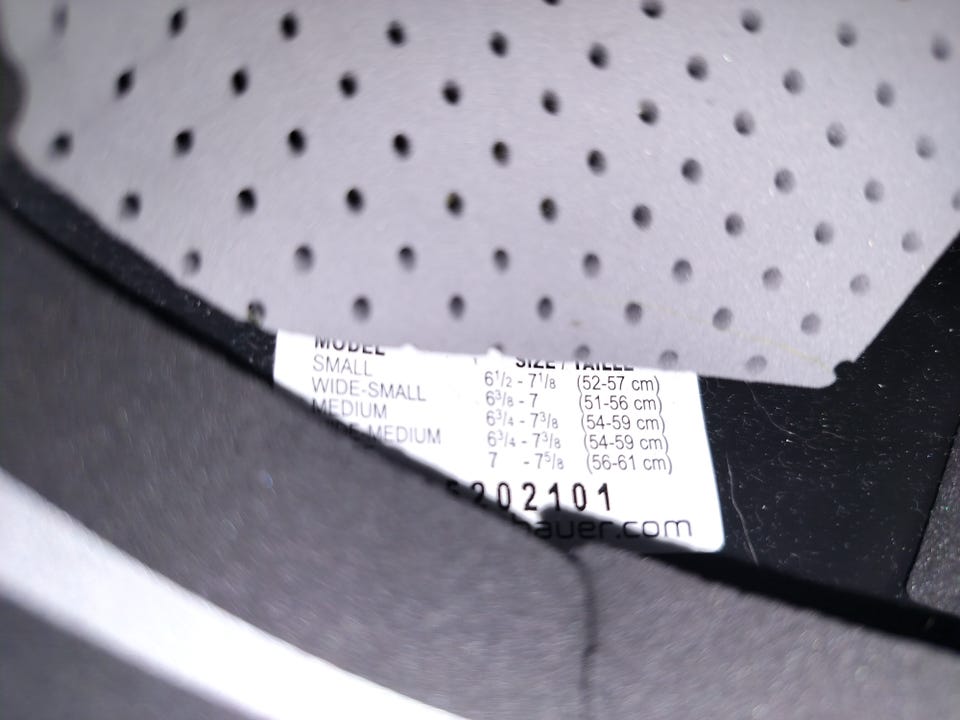 MODEL SIZE / TAILLE
SMALL 6 1/2 - 7 1/8 (52-57 cm)
WIDE-SMALL 6 3/8 - 7 (51-56 cm)
MEDIUM 6 3/4 - 7 3/8 (54-59 cm)
-MEDIUM 6 3/4 - 7 3/8 (54-59 cm)
7 - 7 5/8 (56-61 cm)
202101
bauer.com